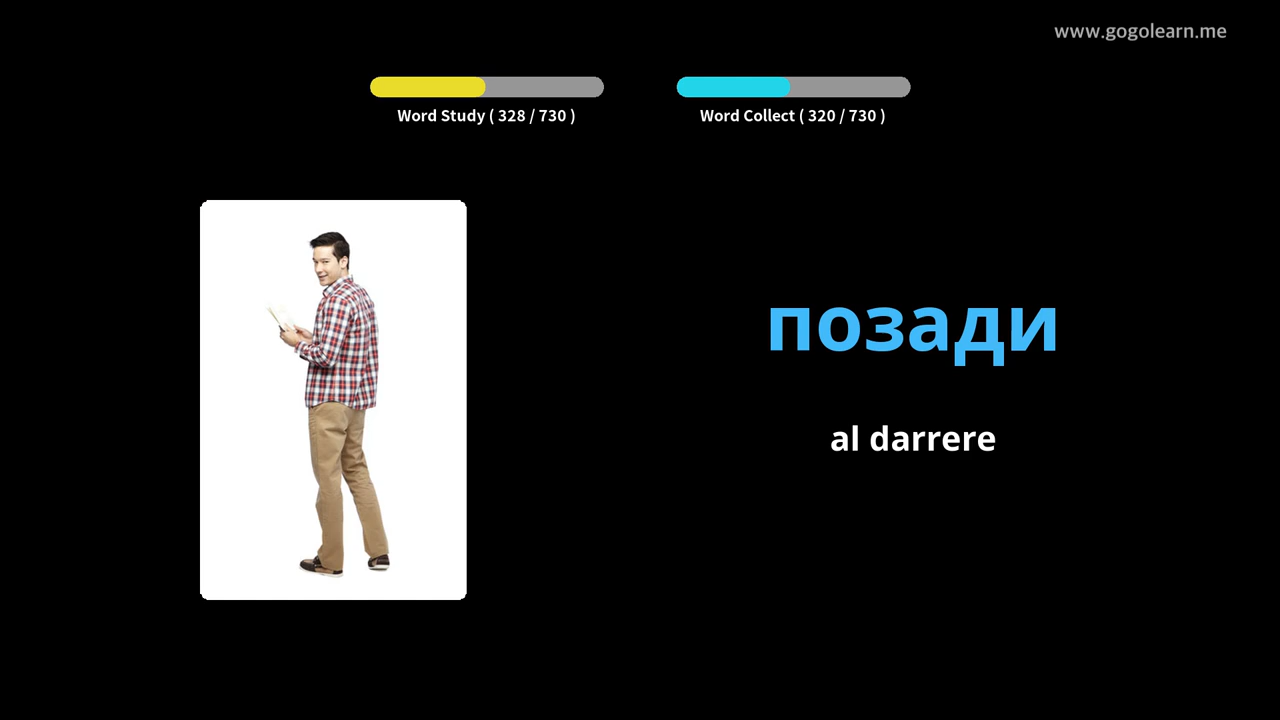 www.gogolearn.me
Word Study ( 328 / 730 )
Word Collect ( 320 / 730 )
позади
al darrere